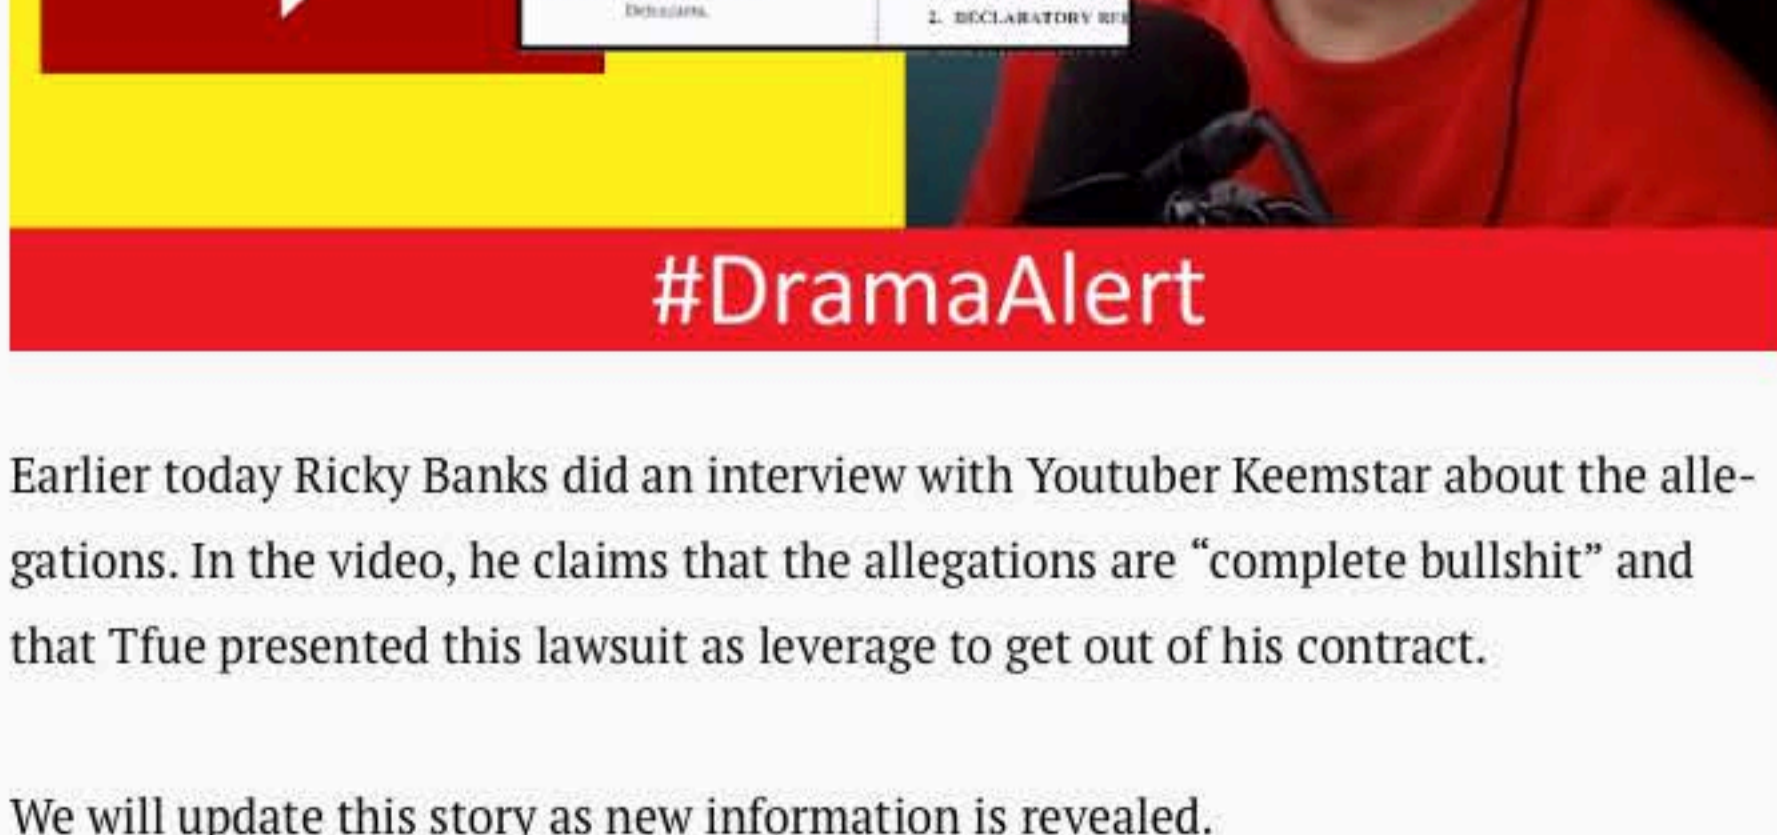 Defendants.
2. DECLARATORY
#DramaAlert
Earlier today Ricky Banks did an interview with Youtuber Keemstar about the alle-
gations. In the video, he claims that the allegations are “complete bullshit” and
that Tfue presented this lawsuit as leverage to get out of his contract.
We will update this story as new information is revealed.